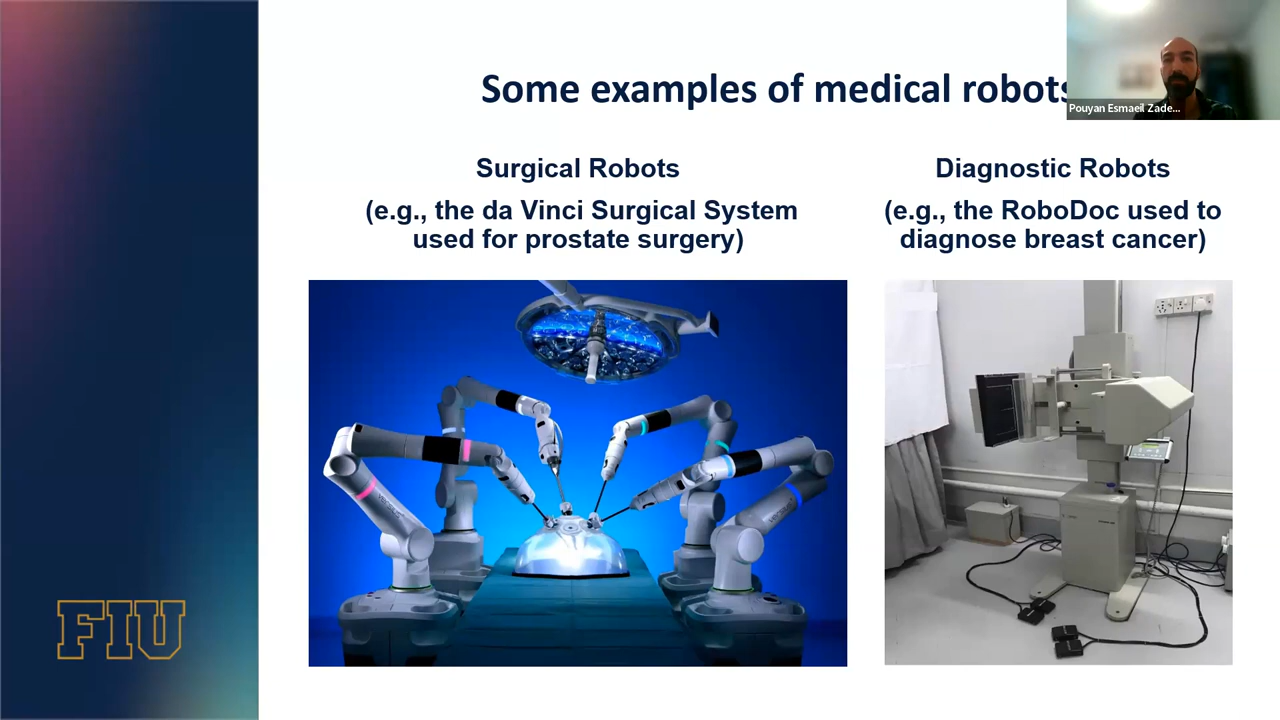 Some examples of medical robots
Pouyan Esmaeil Zade...
Surgical Robots
(e.g., the da Vinci Surgical System
used for prostate surgery)
Diagnostic Robots
(e.g., the RoboDoc used to
diagnose breast cancer)
FIU